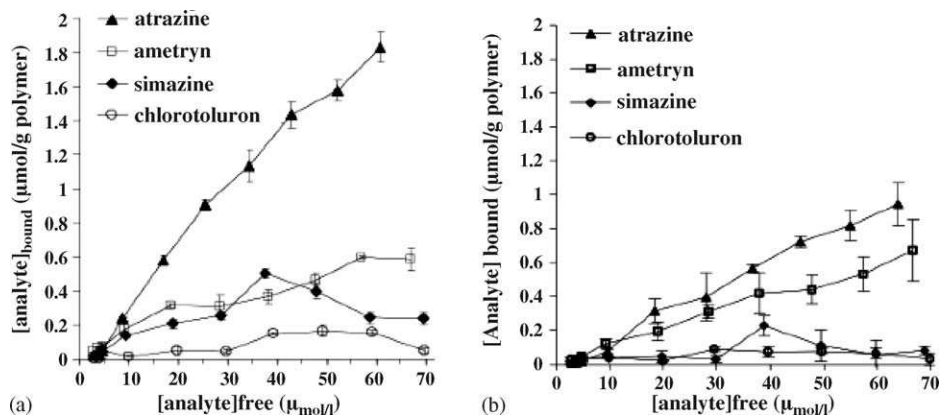 2
1.8
1.6
1.4
1.2
1
0.8
0.6
0.4
0.2
0
atrazine
ametryn
simazine
chlorotoluron
[analyte]bound (μmol/g polymer)
0 10 20 30 40 50 60 70
[analyte]free (μmol/l)
(a)
2
1.8
1.6
1.4
1.2
1
0.8
0.6
0.4
0.2
0
atrazine
ametryn
simazine
chlorotoluron
[Analyte] bound (μmol/g polymer)
0 10 20 30 40 50 60 70
[analyte]free (μmol/l)
(b)